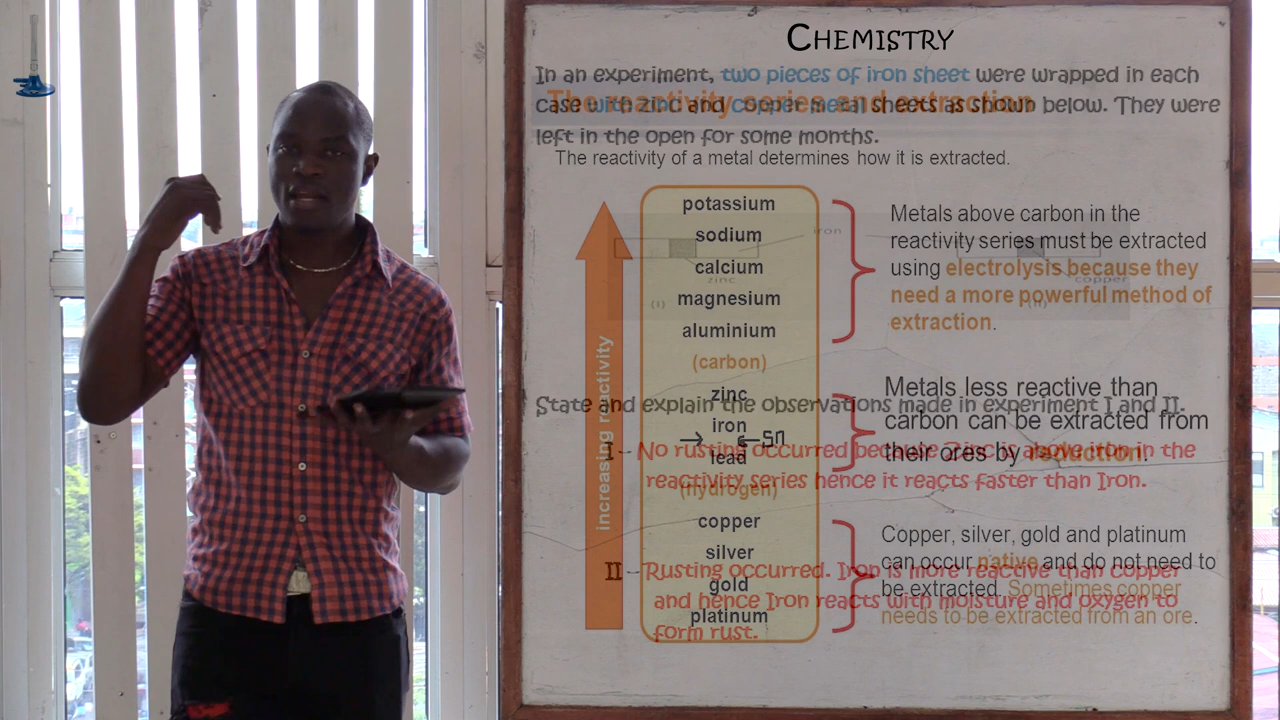 CHEMISTRY
In an experiment, two pieces of iron sheet were wrapped in each
case with zinc and copper metal sheets as shown below. They were
left in the open for some months.
The reactivity series and extraction
The reactivity of a metal determines how it is extracted.
increasing reactivity
potassium
sodium
calcium
magnesium
aluminium
(carbon)
zinc
iron
lead
(hydrogen)
copper
silver
gold
platinum
Sn
Metals above carbon in the
reactivity series must be extracted
using electrolysis because they
need a more powerful method of
extraction.
Metals less reactive than
carbon can be extracted from
their ores by reduction.
Copper, silver, gold and platinum
can occur native and do not need to
be extracted. Sometimes copper
needs to be extracted from an ore.
iron
zinc
(I)
copper
(II)
State and explain the observations made in experiment I and II.
I - No rusting occurred because Zinc is above iron in the
reactivity series hence it reacts faster than Iron.
II - Rusting occurred. Iron is more reactive than copper
and hence Iron reacts with moisture and oxygen to
form rust.